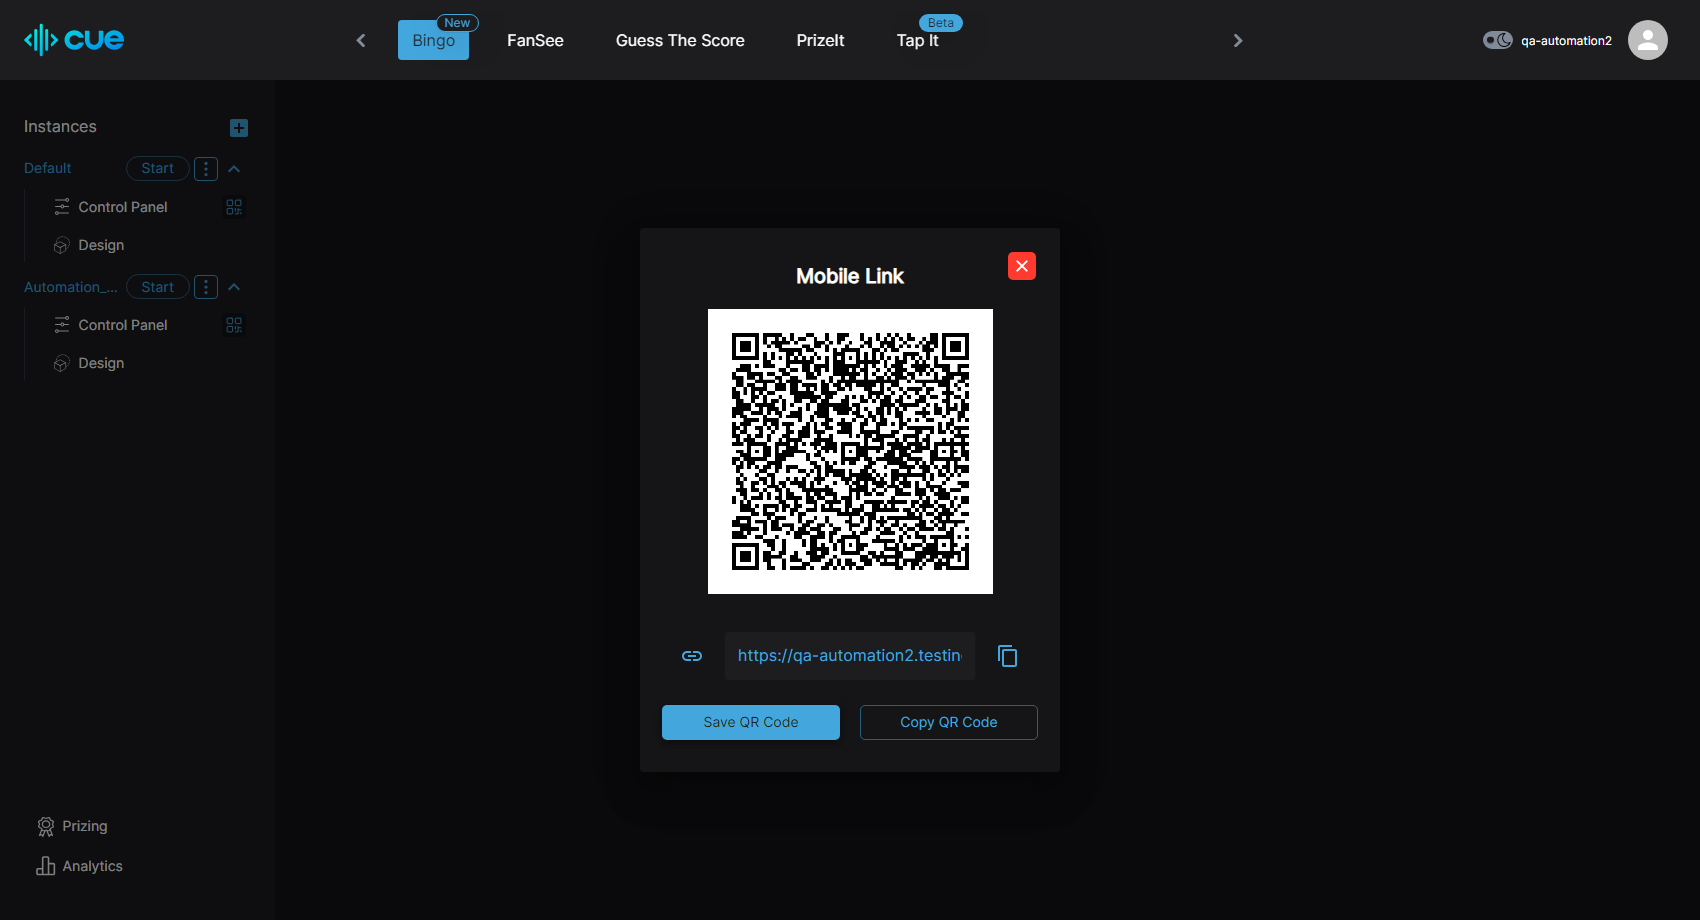 cue
Bingo
New
FanSee
Guess The Score
PrizeIt
Tap It
Beta
qa-automation2
Instances
Default
Start
Control Panel
Design
Automation_...
Start
Control Panel
Design
Prizing
Analytics
Mobile Link
https://qa-automation2.testin
Save QR Code
Copy QR Code